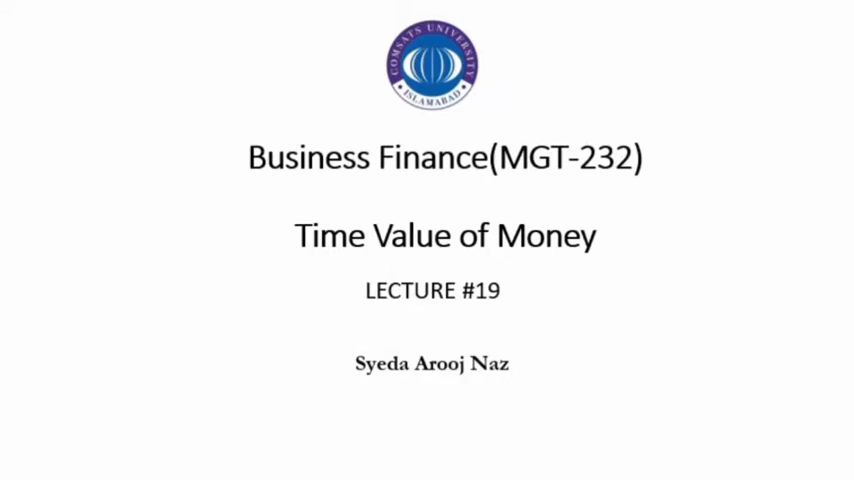 COMSATS UNIVERSITY
ISLAMABAD
Business Finance(MGT-232)
Time Value of Money
LECTURE #19
Syeda Arooj Naz